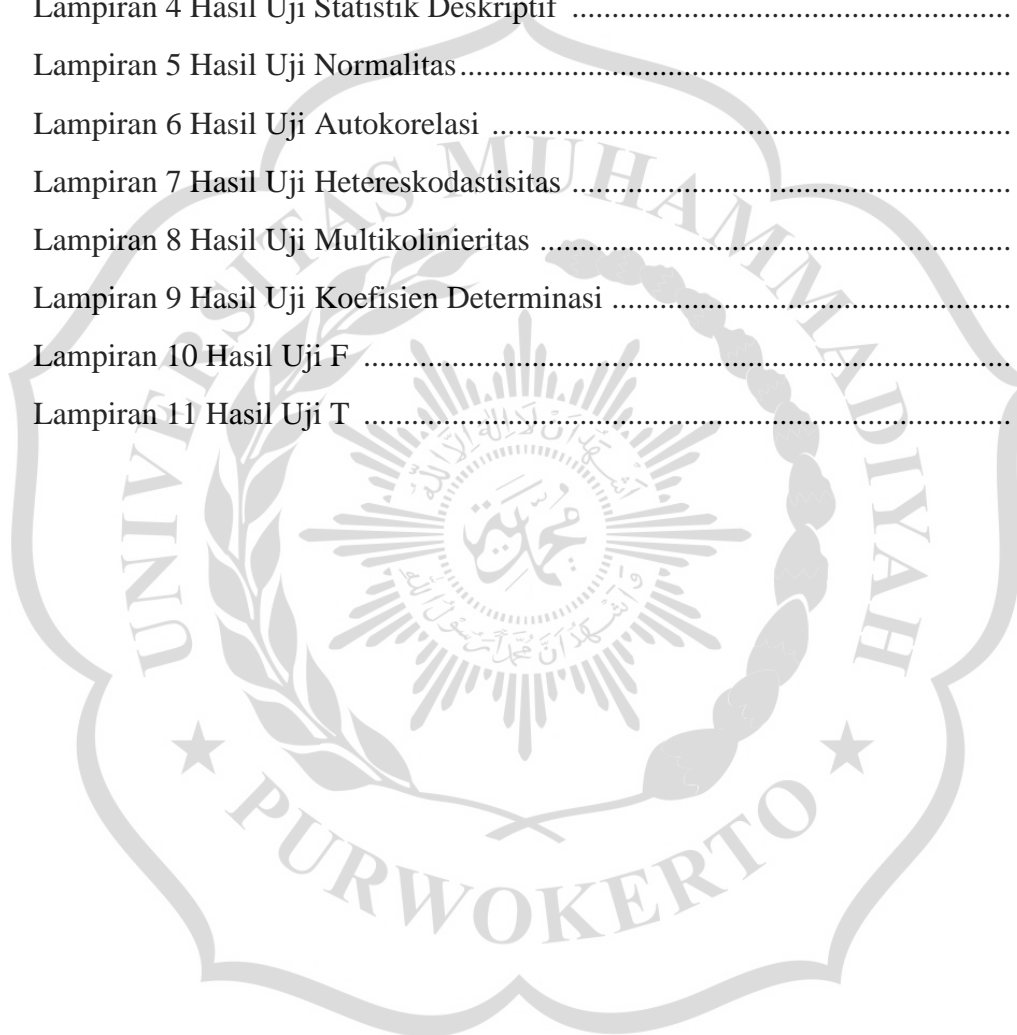 Lampiran 4 Hasil Uji Statistik Deskriptif ..............................................
Lampiran 5 Hasil Uji Normalitas..........................................................
Lampiran 6 Hasil Uji Autokorelasi .......................................................
Lampiran 7 Hasil Uji Hetereskodastisitas ..............................................
Lampiran 8 Hasil Uji Multikolinieritas ..................................................
Lampiran 9 Hasil Uji Koefisien Determinasi ..........................................
Lampiran 10 Hasil Uji F ....................................................................
Lampiran 11 Hasil Uji T ....................................................................
UNIVERSITAS MUHAMMADIYAH
PURWOKERTO